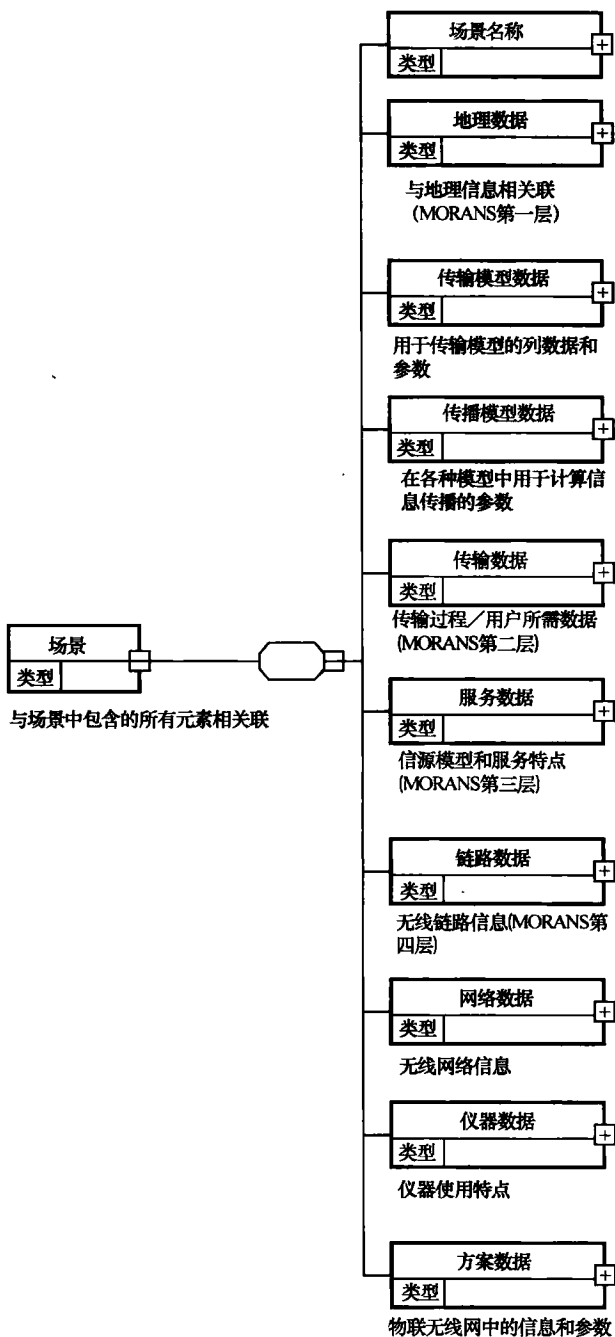 场景名称
类型
地理数据
类型
与地理信息相关联
(MORANS第一层)
传输模型数据
类型
用于传输模型的列数据和
参数
传播模型数据
类型
在各种模型中用于计算信
息传播的参数
传输数据
类型
传输过程／用户所需数据
(MORANS第二层)
场景
类型
与场景中包含的所有元素相关联
服务数据
类型
信源模型和服务特点
(MORANS第三层)
链路数据
类型
无线链路信息(MORANS第
四层)
网络数据
类型
无线网络信息
仪器数据
类型
仪器使用特点
方案数据
类型
物联无线网中的信息和参数